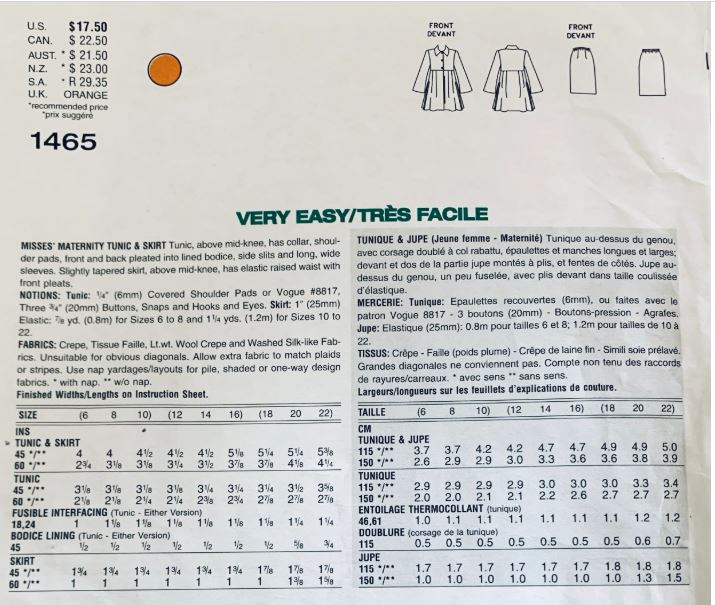 U.S. $17.50
CAN. $ 22.50
AUST. * $ 21.50
N.Z. * $ 23.00
S.A. * R 29.35
U.K. ORANGE
*recommended price
*prix suggéré
1465
FRONT
DEVANT
FRONT
DEVANT
VERY EASY/TRÈS FACILE
MISSES' MATERNITY TUNIC & SKIRT Tunic, above mid-knee, has collar, shoul-
der pads, front and back pleated into lined bodice, side slits and long, wide
sleeves. Slightly tapered skirt, above mid-knee, has elastic raised waist with
front pleats.
NOTIONS: Tunic: ¼" (6mm) Covered Shoulder Pads or Vogue #8817,
Three ¾" (20mm) Buttons, Snaps and Hooks and Eyes. Skirt: 1" (25mm)
Elastic: ⅞ yd. (0.8m) for Sizes 6 to 8 and 1¼ yds. (1.2m) for Sizes 10 to
22.
FABRICS: Crepe, Tissue Faille, Lt.wt. Wool Crepe and Washed Silk-like Fab-
rics. Unsuitable for obvious diagonals. Allow extra fabric to match plaids
or stripes. Use nap yardages/layouts for pile, shaded or one-way design
fabrics. * with nap. ** w/o nap.
Finished Widths/Lengths on Instruction Sheet.
SIZE (6 8 10) (12 14 16) (18 20 22)
INS
TUNIC & SKIRT
45 */** 4 4 4½ 4½ 4½ 5⅛ 5¼ 5¼ 5⅜
60 */** 2¾ 3⅛ 3⅛ 3¼ 3½ 3⅞ 3⅞ 4⅛ 4¼
TUNIC
45 */** 3⅛ 3⅛ 3⅛ 3⅛ 3¼ 3¼ 3¼ 3½ 3⅝
60 */** 2⅛ 2⅛ 2¼ 2¼ 2⅜ 2¾ 2⅞ 2⅞ 2⅞
FUSIBLE INTERFACING (Tunic - Either Version)
18,24 1 1⅛ 1⅛ 1⅛ 1⅛ 1⅛ 1⅛ 1¼ 1¼
BODICE LINING (Tunic - Either Version)
45 ½ ½ ½ ½ ½ ½ ½ ⅝ ¾
SKIRT
45 */** 1¾ 1¾ 1¾ 1¾ 1¾ 1¾ 1⅞ 1⅞ 1⅞
60 */** 1 1 1 1 1 1 1 1⅜ 1⅝
TUNIQUE & JUPE (Jeune femme - Maternité) Tunique au-dessus du genou,
avec corsage doublé à col rabattu, épaulettes et manches longues et larges;
devant et dos de la partie jupe montés à plis, et fentes de côtés. Jupe au-
dessus du genou, un peu fuselée, avec plis devant dans taille coulissée
d'élastique.
MERCERIE: Tunique: Epaulettes recouvertes (6mm), ou faites avec le
patron Vogue 8817 - 3 boutons (20mm) - Boutons-pression - Agrafes.
Jupe: Elastique (25mm): 0.8m pour tailles 6 et 8; 1.2m pour tailles de 10 à
22.
TISSUS: Crêpe - Faille (poids plume) - Crêpe de laine fin - Simili soie prélavé.
Grandes diagonales ne conviennent pas. Compte non tenu des raccords
de rayures/carreaux. * avec sens ** sans sens.
Largeurs/longueurs sur les feuillets d'explications de couture.
TAILLE (6 8 10) (12 14 16) (18 20 22)
CM
TUNIQUE & JUPE
115 */** 3.7 3.7 4.2 4.2 4.7 4.7 4.9 4.9 5.0
150 */** 2.6 2.9 2.9 3.0 3.3 3.6 3.6 3.8 3.9
TUNIQUE
115 */** 2.9 2.9 2.9 2.9 3.0 3.0 3.0 3.3 3.4
150 */** 2.0 2.0 2.1 2.1 2.2 2.6 2.7 2.7 2.7
ENTOILAGE THERMOCOLLANT (tunique)
46,61 1.0 1.1 1.1 1.1 1.1 1.1 1.1 1.2 1.2
DOUBLURE (corsage de la tunique)
115 0.5 0.5 0.5 0.5 0.5 0.5 0.5 0.6 0.7
JUPE
115 */** 1.7 1.7 1.7 1.7 1.7 1.7 1.8 1.8 1.8
150 */** 1.0 1.0 1.0 1.0 1.0 1.0 1.0 1.3 1.5